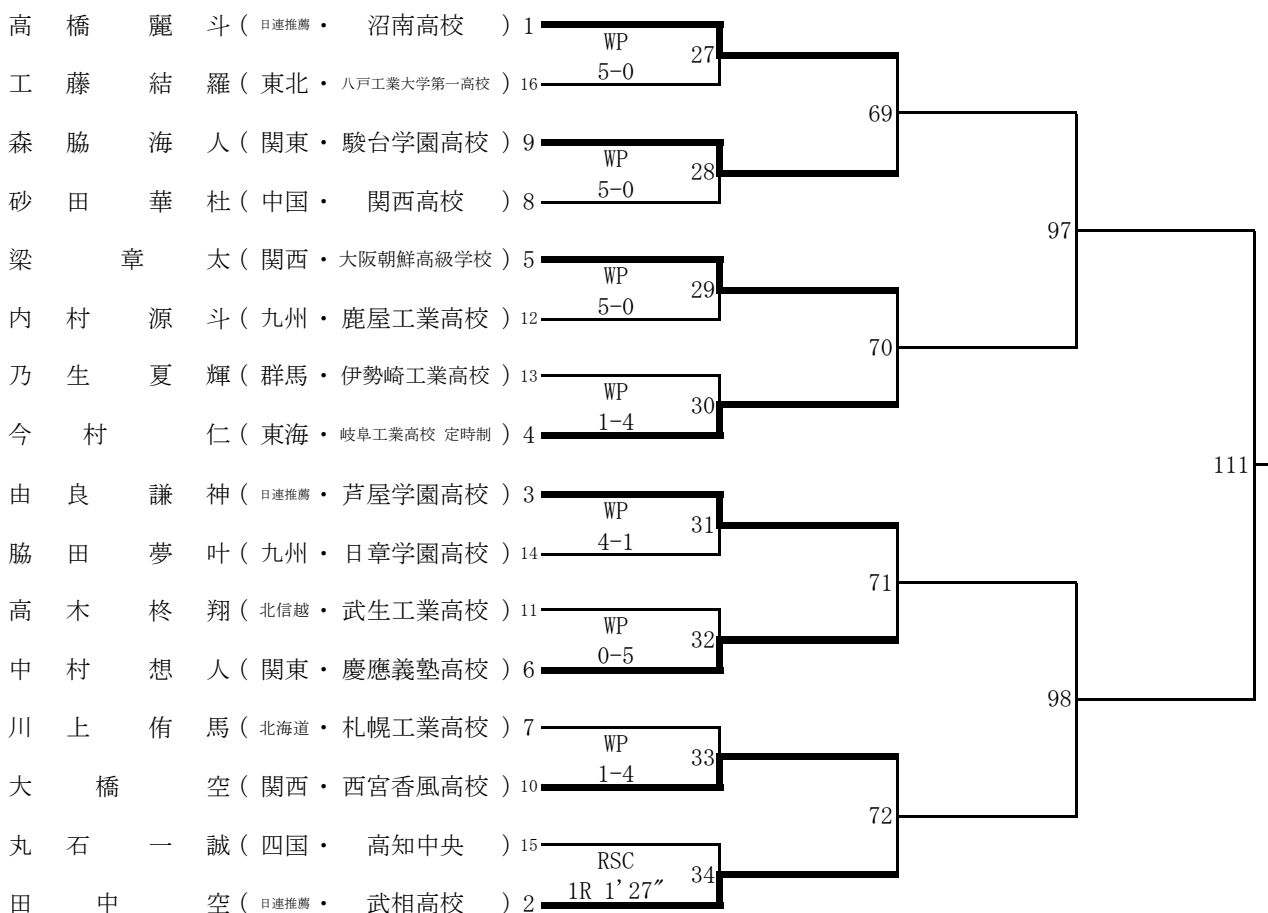 高橋麗斗(日連推薦・沼南高校)1
WP
5-0
27
工藤結羅(東北・八戸工業大学第一高校)16
69
森脇海人(関東・駿台学園高校)9
WP
5-0
28
砂田華杜(中国・関西高校)8
97
梁章太(関西・大阪朝鮮高級学校)5
WP
5-0
29
内村源斗(九州・鹿屋工業高校)12
70
乃生夏輝(群馬・伊勢崎工業高校)13
WP
1-4
30
今村仁(東海・岐阜工業高校 定時制)4
111
由良謙神(日連推薦・芦屋学園高校)3
WP
4-1
31
脇田夢叶(九州・日章学園高校)14
71
高木柊翔(北信越・武生工業高校)11
WP
0-5
32
中村想人(関東・慶應義塾高校)6
98
川上侑馬(北海道・札幌工業高校)7
WP
1-4
33
大橋空(関西・西宮香風高校)10
72
丸石一誠(四国・高知中央)15
RSC
1R 1'27″
34
田中空(日連推薦・武相高校)2